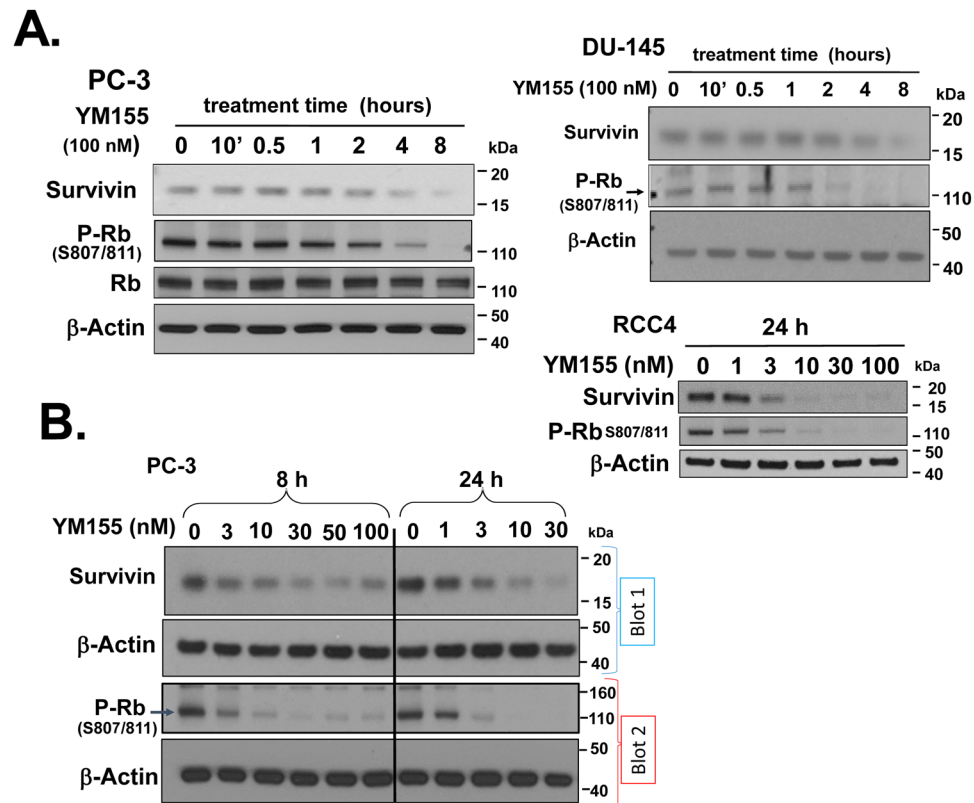 A.
PC-3
YM155
(100 nM)
treatment time (hours)
0 10’ 0.5 1 2 4 8
kDa
Survivin
20
15
P-Rb
(S807/811)
110
Rb
110
β-Actin
50
40
DU-145
treatment time (hours)
YM155 (100 nM) 0 10’ 0.5 1 2 4 8
kDa
Survivin
20
15
P-Rb
(S807/811)
110
β-Actin
50
40
RCC4 24 h
YM155 (nM) 0 1 3 10 30 100
kDa
Survivin
20
15
P-Rb S807/811
110
β-Actin
50
40
B.
PC-3
8 h 24 h
YM155 (nM) 0 3 10 30 50 100 0 1 3 10 30
kDa
Survivin
20
15
β-Actin
50
40
Blot 1
P-Rb
(S807/811)
160
110
β-Actin
50
40
Blot 2